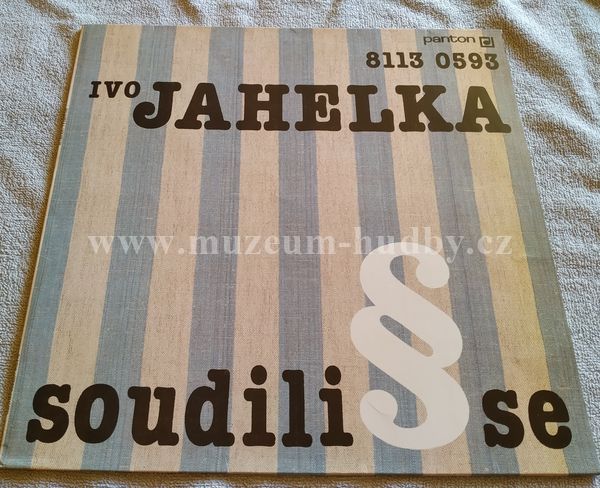 panton
8113 0593
IVO JAHELKA
www.muzeum-hudby.cz
soudili § se